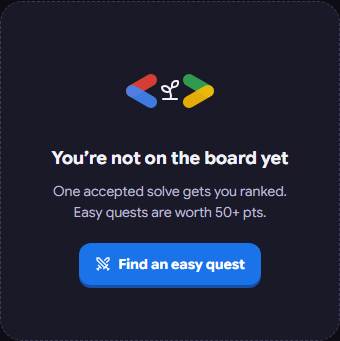 You’re not on the board yet
One accepted solve gets you ranked.
Easy quests are worth 50+ pts.
Find an easy quest